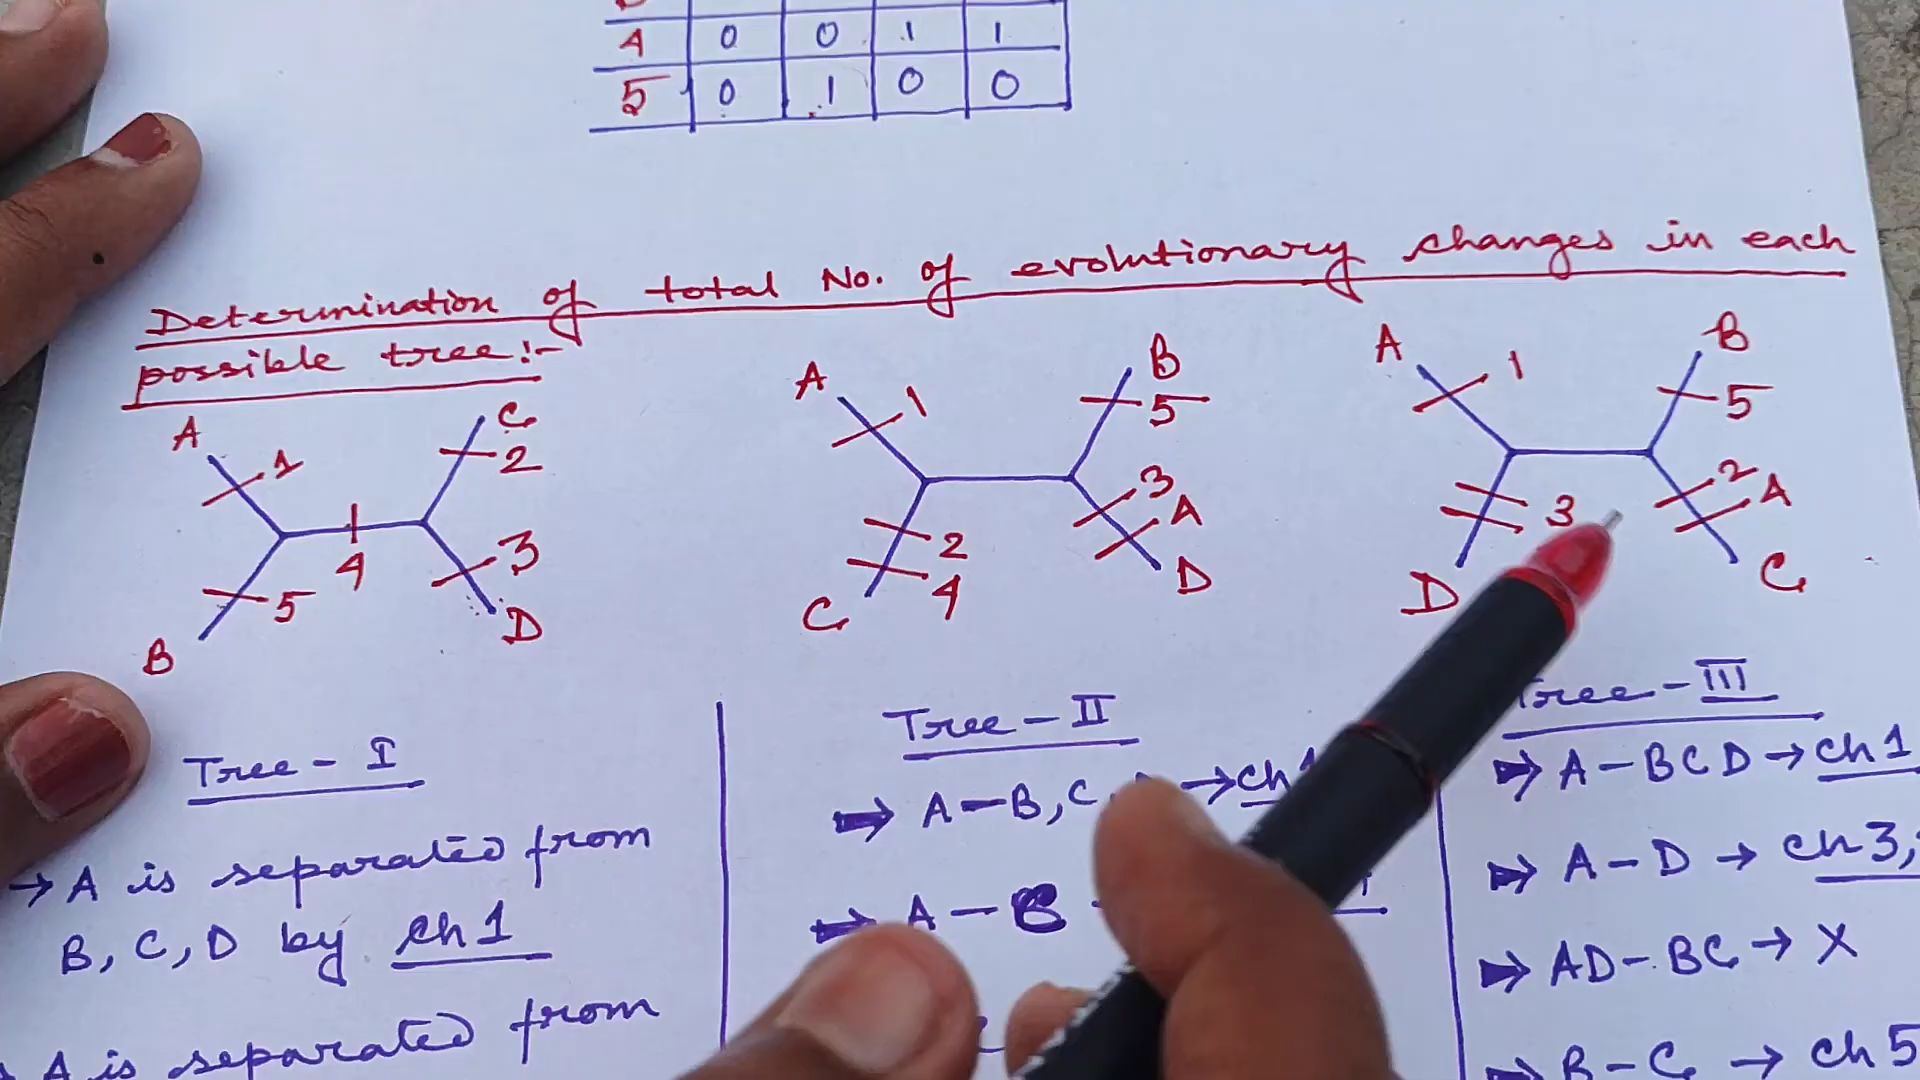 4 0 0 1 1
5 0 1 0 0
Determination of total No. of evolutionary changes in each
possible tree:-
A 1 C 2 4 5 3 B D
A 1 B 5 3 A 2 4 C D
A 1 B 5 2 A 3 D C
Tree - I
→ A is separated from
B, C, D by ch 1
A is separated from
Tree - II
A - B, C, → ch 1
A - C
Tree - III
A - BCD → ch 1
A - D → ch 3,
AD - BC → X
B - C → ch 5